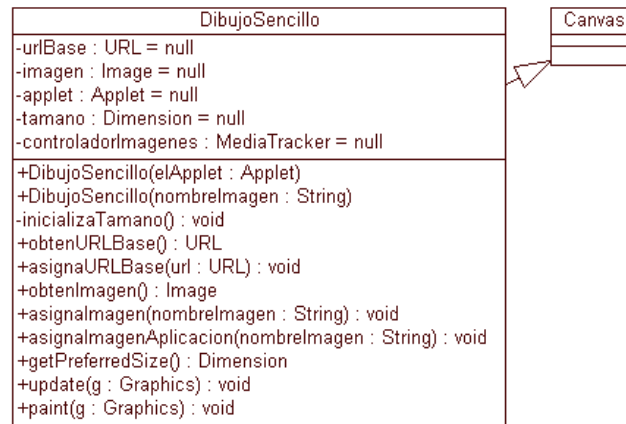 DibujoSencillo
-urlBase : URL = null
-imagen : Image = null
-applet : Applet = null
-tamano : Dimension = null
-controladorImagenes : MediaTracker = null
+DibujoSencillo(elApplet : Applet)
+DibujoSencillo(nombreImagen : String)
-inicializaTamano() : void
+obtenURLBase() : URL
+asignaURLBase(url : URL) : void
+obtenImagen() : Image
+asignaImagen(nombreImagen : String) : void
+asignaImagenAplicacion(nombreImagen : String) : void
+getPreferredSize() : Dimension
+update(g : Graphics) : void
+paint(g : Graphics) : void
Canvas